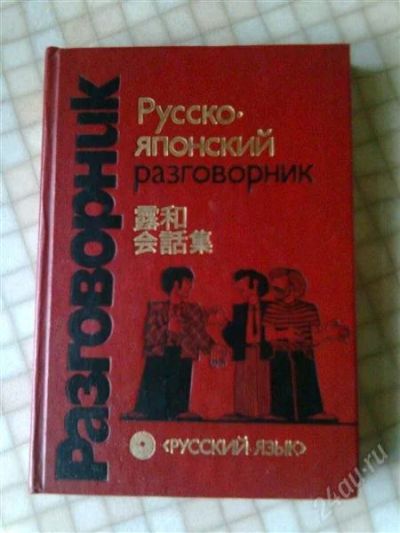 Разговорник
Русско-
японский
разговорник
露和
会話集
«РУССКИЙ·ЯЗЫК»
24au.ru